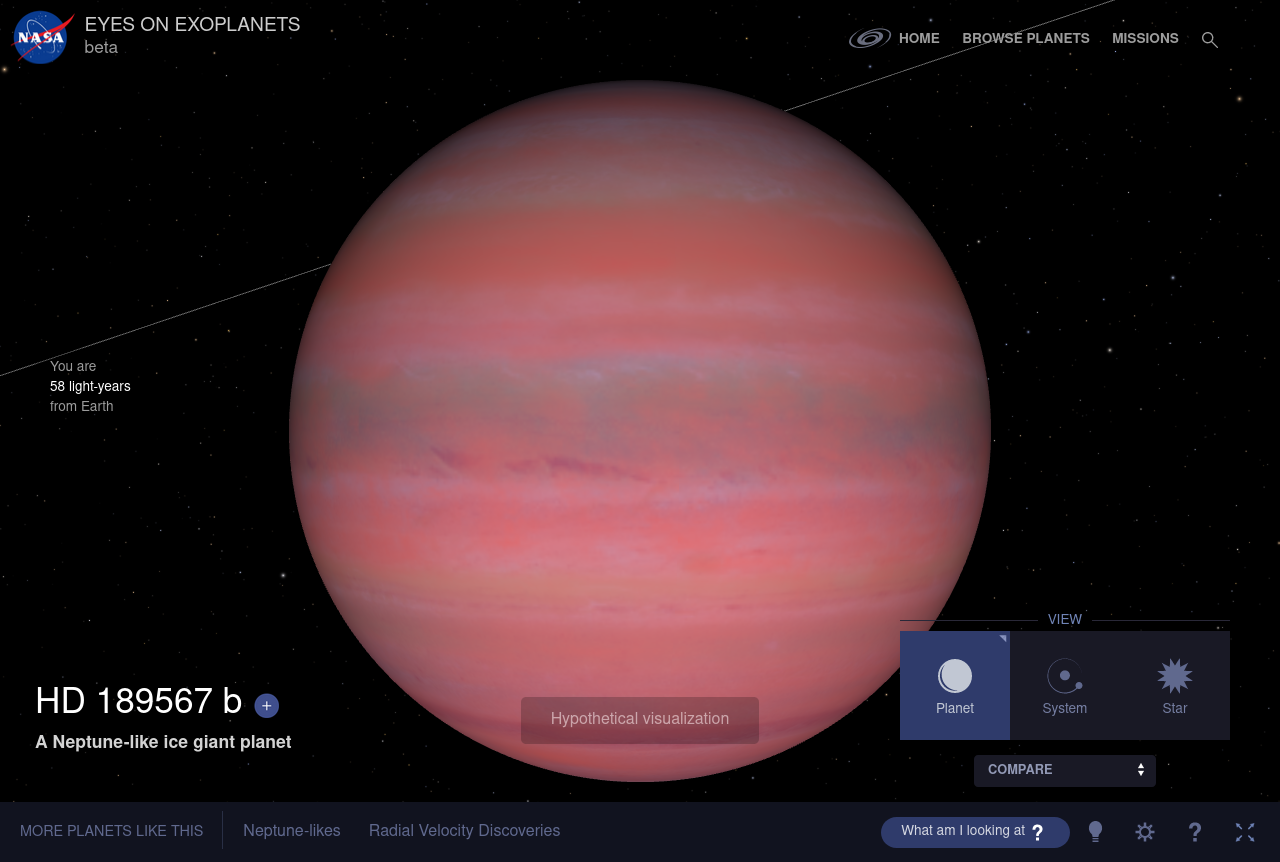 NASA
EYES ON EXOPLANETS
beta
HOME
BROWSE PLANETS
MISSIONS
You are
58 light-years
from Earth
VIEW
Planet
System
Star
HD 189567 b +
A Neptune-like ice giant planet
Hypothetical visualization
COMPARE
MORE PLANETS LIKE THIS
Neptune-likes
Radial Velocity Discoveries
What am I looking at ?
?